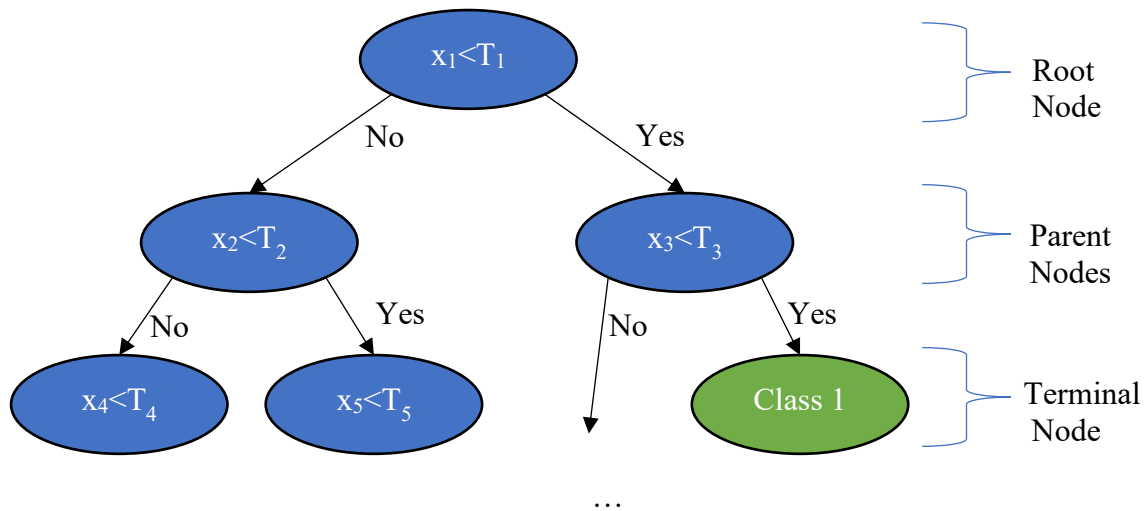 x₁<T₁
Root
Node
No
Yes
x₂<T₂
x₃<T₃
Parent
Nodes
No
Yes
No
Yes
x₄<T₄
x₅<T₅
Class 1
Terminal
Node
…